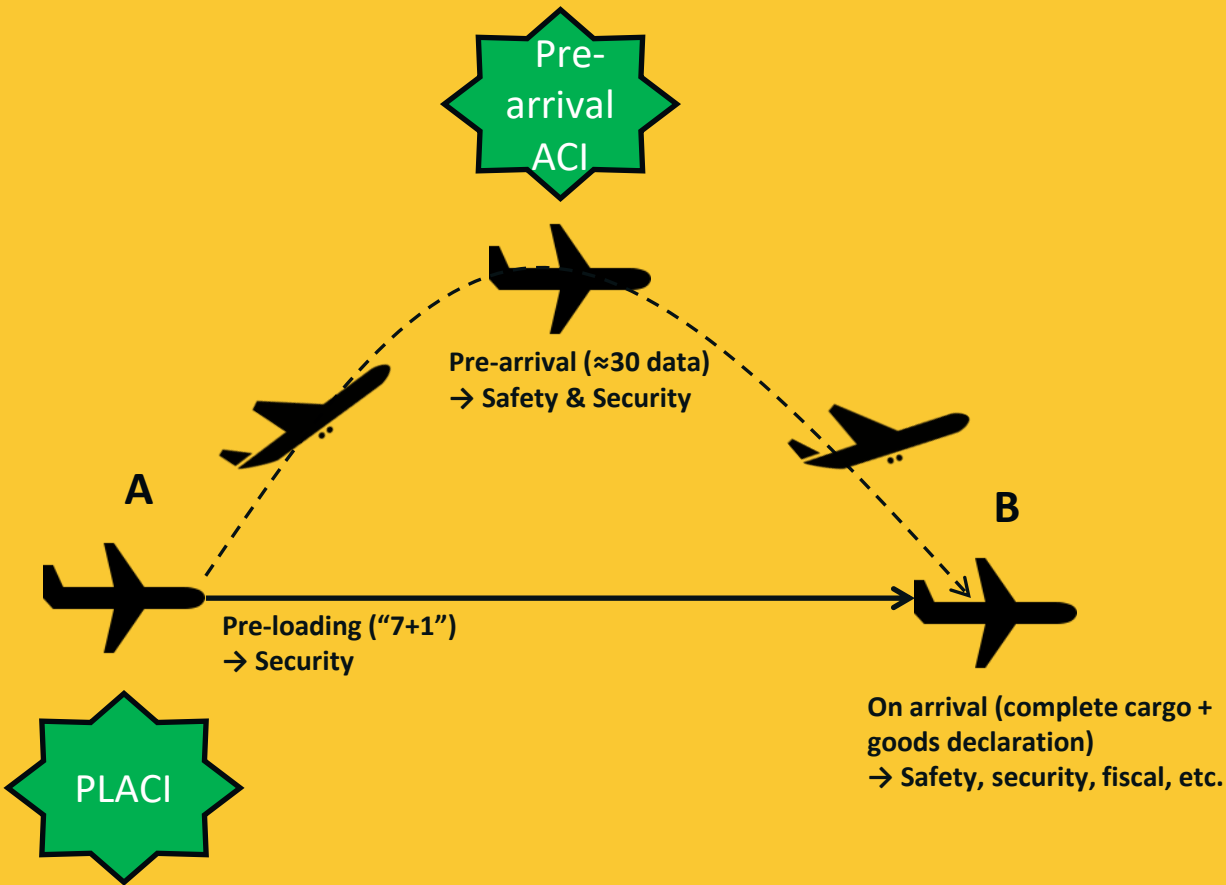 Pre-
arrival
ACI
Pre-arrival (≈30 data)
→ Safety & Security
A
B
Pre-loading (“7+1”)
→ Security
PLACI
On arrival (complete cargo +
goods declaration)
→ Safety, security, fiscal, etc.